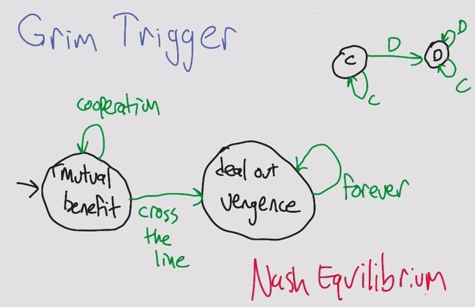 Grim Trigger
C
D
D
D
C
C
cooperation
mutual
benefit
cross
the
line
deal out
vengence
forever
Nash Equilibrium